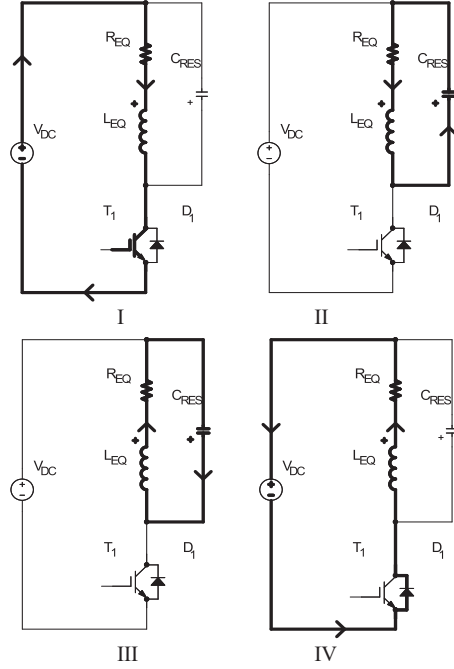 R_EQ
C_RES
+
+
V_DC
L_EQ
+
−
T_1
D_1
I
R_EQ
C_RES
+
+
V_DC
L_EQ
+
−
T_1
D_1
II
R_EQ
C_RES
+
+
V_DC
L_EQ
+
−
T_1
D_1
III
R_EQ
C_RES
+
+
V_DC
L_EQ
+
−
T_1
D_1
IV